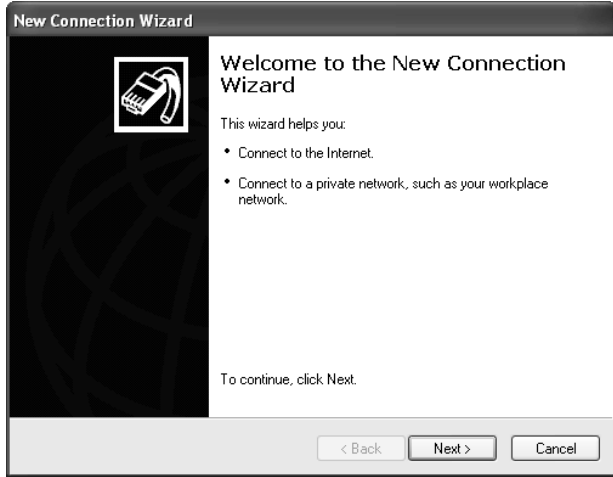 New Connection Wizard
Welcome to the New Connection
Wizard
This wizard helps you:
• Connect to the Internet.
• Connect to a private network, such as your workplace
network.
To continue, click Next.
< Back
Next >
Cancel